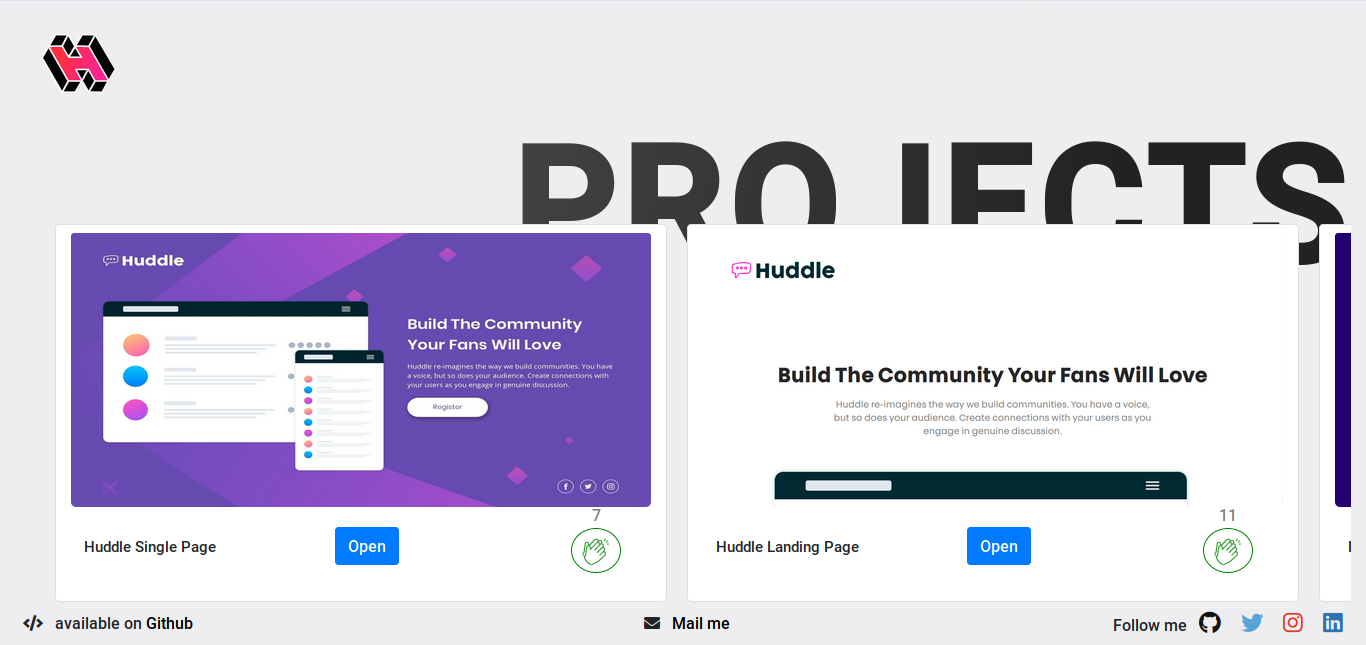 PROJECTS
Huddle
Build The Community
Your Fans Will Love
Huddle re-imagines the way we build communities. You have
a voice, but so does your audience. Create connections with
your users as you engage in genuine discussion.
Register
7
Huddle Single Page
Open
Huddle
Build The Community Your Fans Will Love
Huddle re-imagines the way we build communities. You have a voice,
but so does your audience. Create connections with your users as you
engage in genuine discussion.
11
Huddle Landing Page
Open
available on Github
Mail me
Follow me